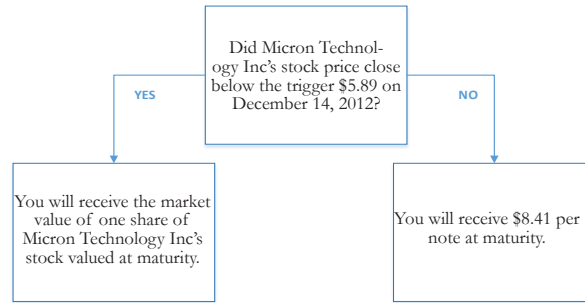 Did Micron Technol-
ogy Inc's stock price close
below the trigger $5.89 on
December 14, 2012?
YES
NO
You will receive the market
value of one share of
Micron Technology Inc's
stock valued at maturity.
You will receive $8.41 per
note at maturity.